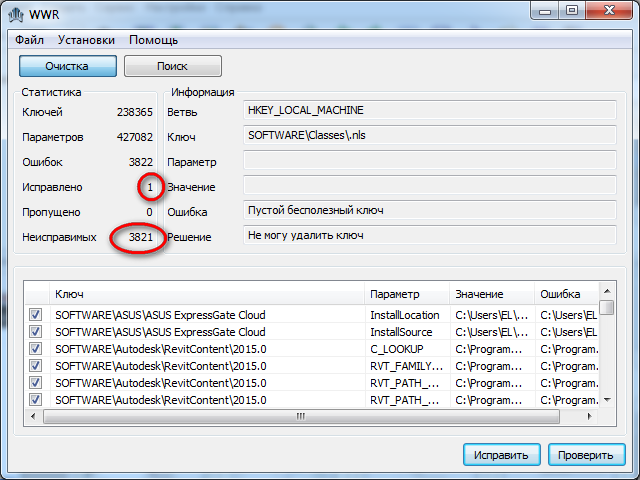 WWR
Файл Установки Помощь
Очистка Поиск
Статистика
Ключей 238365
Параметров 427082
Ошибок 3822
Исправлено 1
Пропущено 0
Неисправимых 3821
Информация
Ветвь HKEY_LOCAL_MACHINE
Ключ SOFTWARE\Classes\.nls
Параметр
Значение
Ошибка Пустой бесполезный ключ
Решение Не могу удалить ключ
Ключ Параметр Значение Ошибка
SOFTWARE\ASUS\ASUS ExpressGate Cloud InstallLocation C:\Users\EL\... C:\Users\EL
SOFTWARE\ASUS\ASUS ExpressGate Cloud InstallSource C:\Users\EL\... C:\Users\EL
SOFTWARE\Autodesk\RevitContent\2015.0 C_LOOKUP C:\Program... C:\Program.
SOFTWARE\Autodesk\RevitContent\2015.0 RVT_FAMILY... C:\Program... C:\Program.
SOFTWARE\Autodesk\RevitContent\2015.0 RVT_PATH_... C:\Program... C:\Program.
SOFTWARE\Autodesk\RevitContent\2015.0 RVT_PATH_... C:\Program... C:\Program.
Исправить Проверить